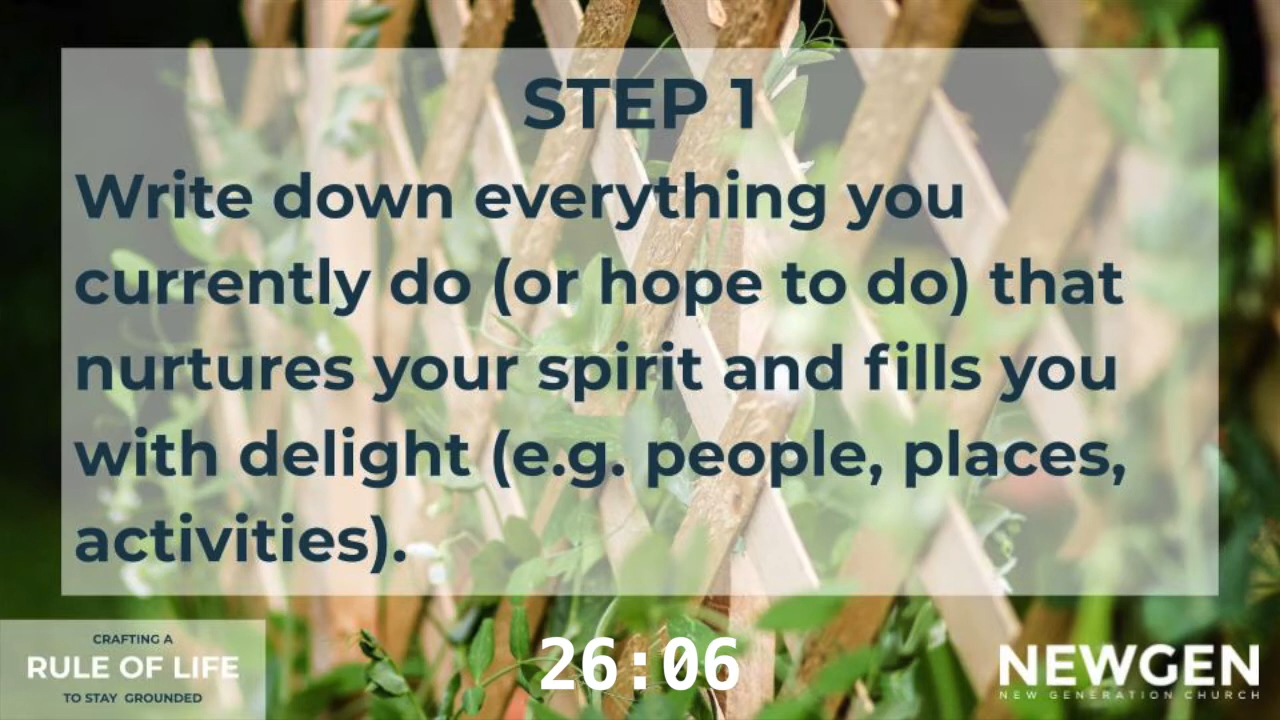 STEP 1
Write down everything you
currently do (or hope to do) that
nurtures your spirit and fills you
with delight (e.g. people, places,
activities).
CRAFTING A
RULE OF LIFE
TO STAY GROUNDED
26:06
NEWGEN
NEW GENERATION CHURCH